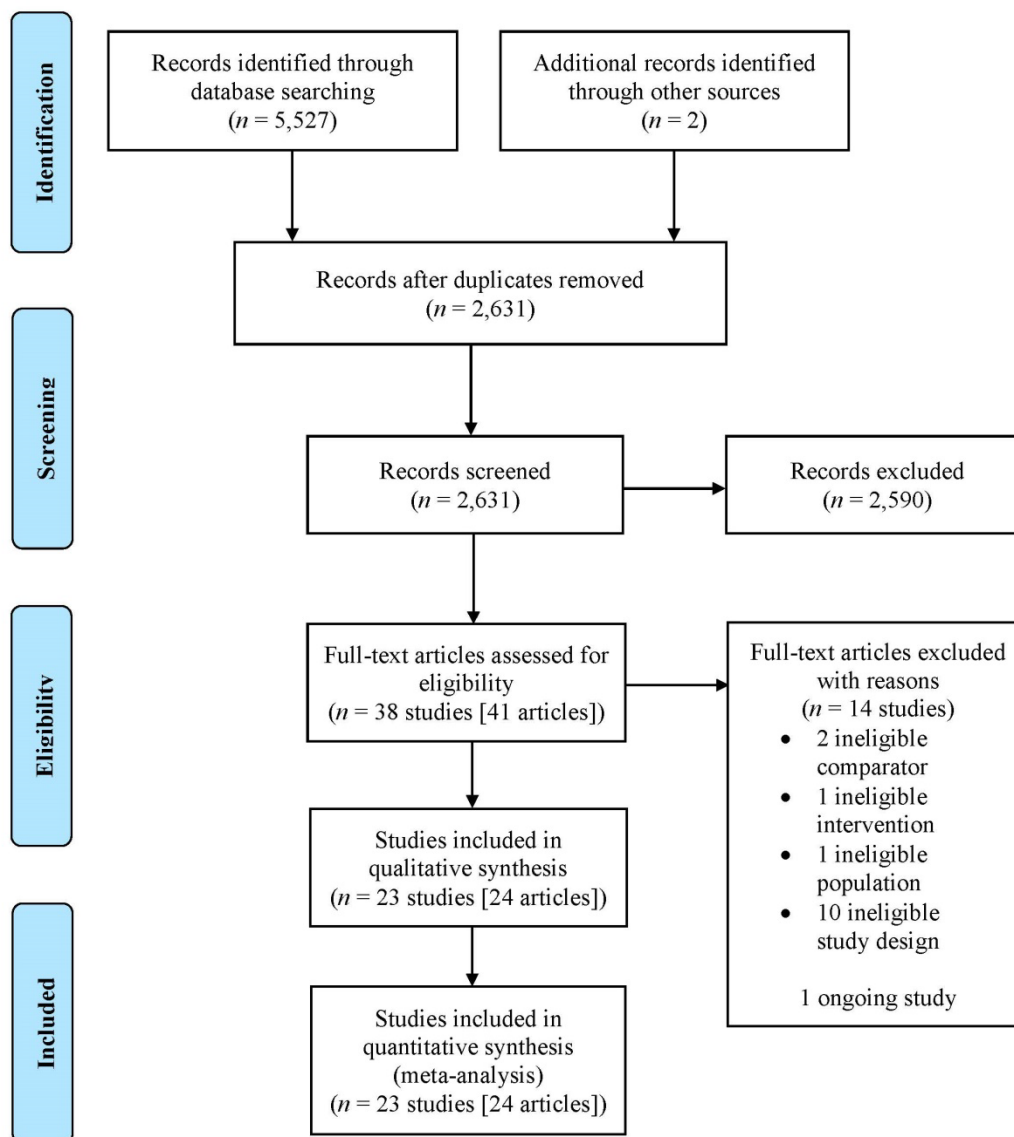 Identification
Records identified through
database searching
(n = 5,527)
Additional records identified
through other sources
(n = 2)
Records after duplicates removed
(n = 2,631)
Screening
Records screened
(n = 2,631)
Records excluded
(n = 2,590)
Eligibility
Full-text articles assessed for
eligibility
(n = 38 studies [41 articles])
Full-text articles excluded
with reasons
(n = 14 studies)
• 2 ineligible
comparator
• 1 ineligible
intervention
• 1 ineligible
population
• 10 ineligible
study design
1 ongoing study
Studies included in
qualitative synthesis
(n = 23 studies [24 articles])
Included
Studies included in
quantitative synthesis
(meta-analysis)
(n = 23 studies [24 articles])